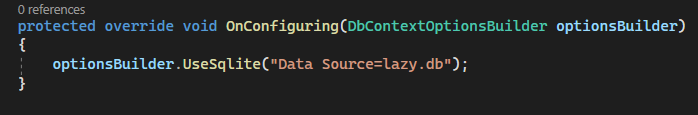 0 references
protected override void OnConfiguring(DbContextOptionsBuilder optionsBuilder)
{
    optionsBuilder.UseSqlite("Data Source=lazy.db");
}